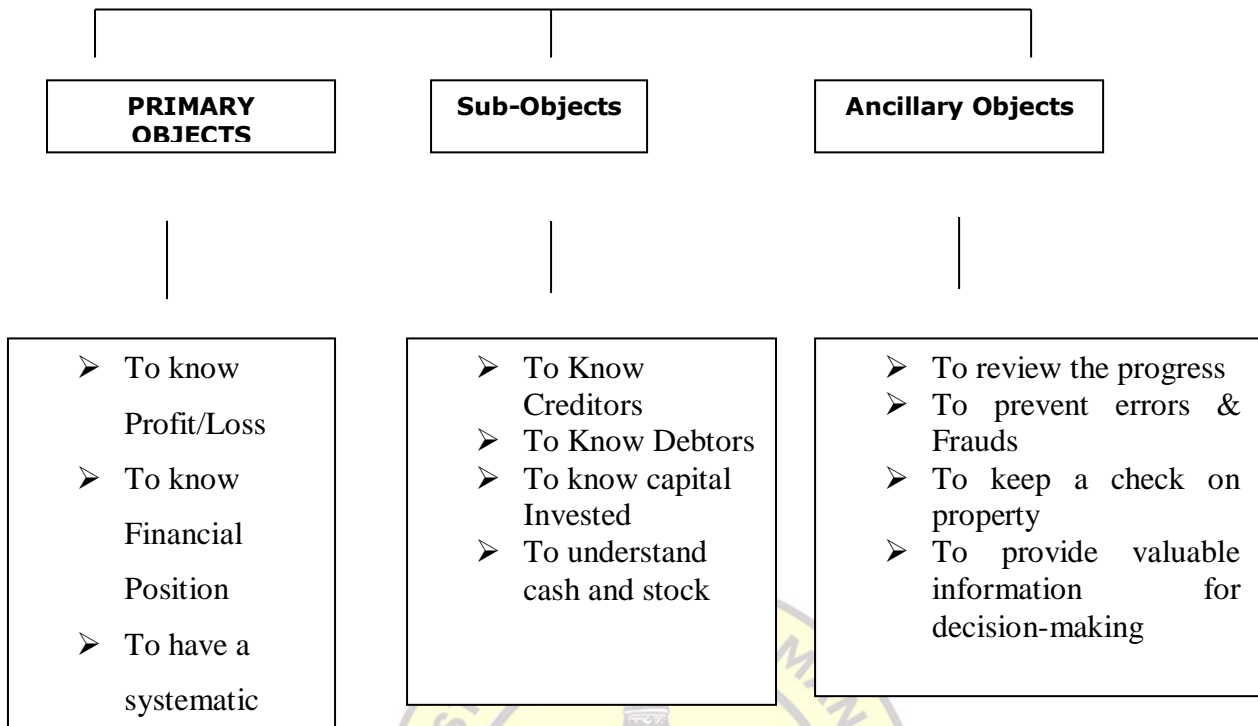 PRIMARY
OBJECTS
Sub-Objects
Ancillary Objects
➢ To know
Profit/Loss
➢ To know
Financial
Position
➢ To have a
systematic
➢ To Know
Creditors
➢ To Know Debtors
➢ To know capital
Invested
➢ To understand
cash and stock
➢ To review the progress
➢ To prevent errors &
Frauds
➢ To keep a check on
property
➢ To provide valuable
information for
decision-making